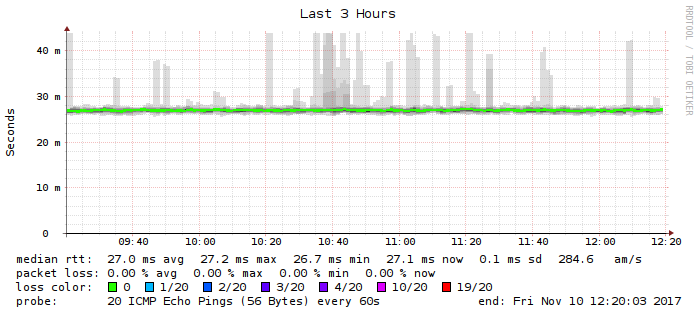 Last 3 Hours
RRDTOOL / TOBI OETIKER
Seconds
40 m
30 m
20 m
10 m
0
09:40 10:00 10:20 10:40 11:00 11:20 11:40 12:00 12:20
median rtt: 27.0 ms avg 27.2 ms max 26.7 ms min 27.1 ms now 0.1 ms sd 284.6 am/s
packet loss: 0.00 % avg 0.00 % max 0.00 % min 0.00 % now
loss color: 0 1/20 2/20 3/20 4/20 10/20 19/20
probe: 20 ICMP Echo Pings (56 Bytes) every 60s end: Fri Nov 10 12:20:03 2017